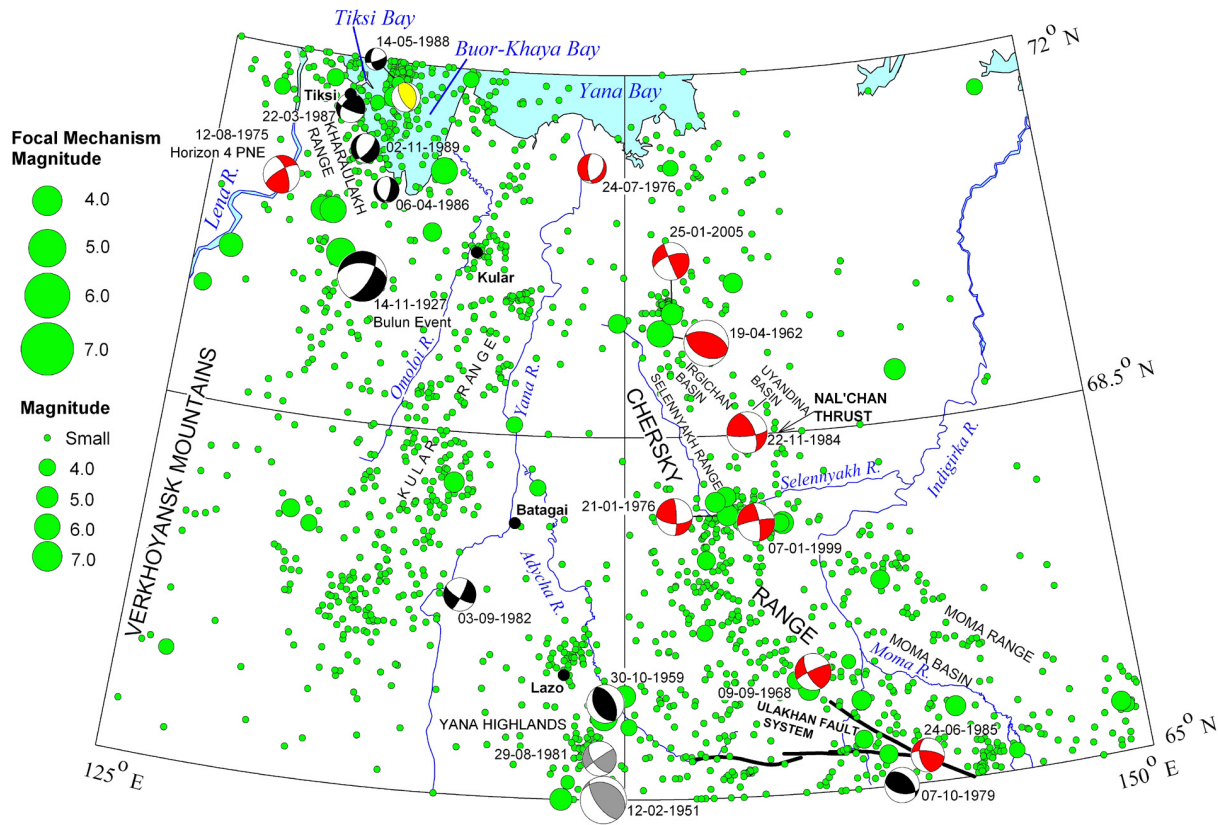 Tiksi Bay
14-05-1988
Buor-Khaya Bay
72° N
Tiksi
Yana Bay
22-03-1987
12-08-1975
Horizon 4 PNE
KHARAULAKH
RANGE
02-11-1989
Focal Mechanism
Magnitude
4.0
5.0
6.0
7.0
Lena R.
06-04-1986
24-07-1976
25-01-2005
Kular
14-11-1927
Bulun Event
19-04-1962
Omoloi R.
KULAR RANGE
Yana R.
IRGICHAN
BASIN
UYANDINA
BASIN
SELENNYAKH RANGE
NAL'CHAN
THRUST
68.5° N
22-11-1984
Magnitude
Small
4.0
5.0
6.0
7.0
VERKHOYANSK MOUNTAINS
CHERSKY
RANGE
Selennyakh R.
Indigirka R.
21-01-1976
Batagai
07-01-1999
Adycha R.
03-09-1982
MOMA RANGE
MOMA BASIN
Moma R.
Lazo
30-10-1959
09-09-1968
YANA HIGHLANDS
ULAKHAN FAULT
SYSTEM
24-06-1985
29-08-1981
65° N
125° E
150° E
07-10-1979
12-02-1951